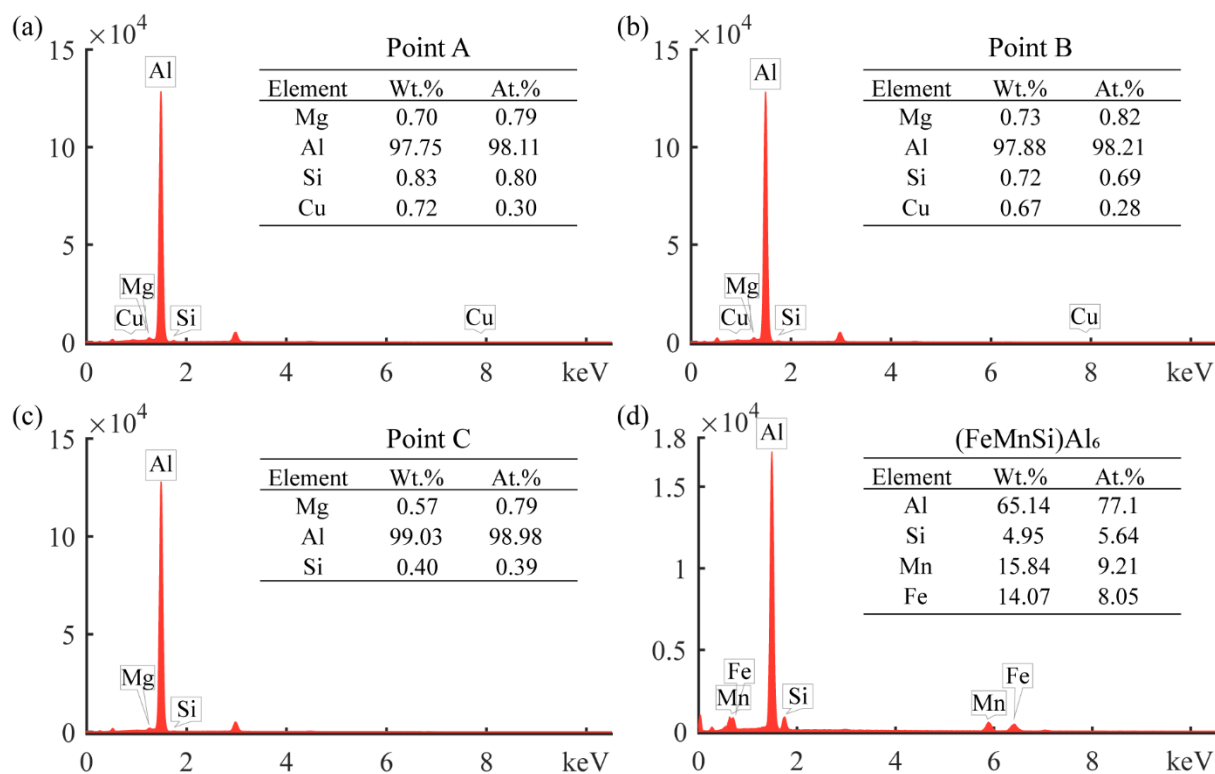 (a) ×10⁴ Point A
15
10
5
0
Al
Element Wt.% At.%
Mg 0.70 0.79
Al 97.75 98.11
Si 0.83 0.80
Cu 0.72 0.30
Mg
Cu Si Cu
0 2 4 6 8 keV
(b) ×10⁴ Point B
15
10
5
0
Al
Element Wt.% At.%
Mg 0.73 0.82
Al 97.88 98.21
Si 0.72 0.69
Cu 0.67 0.28
Mg
Cu Si Cu
0 2 4 6 8 keV
(c) ×10⁴ Point C
15
10
5
0
Al
Element Wt.% At.%
Mg 0.57 0.79
Al 99.03 98.98
Si 0.40 0.39
Mg
Si
0 2 4 6 8 keV
(d) ×10⁴ (FeMnSi)Al₆
1.8
1.5
1
0.5
0
Al
Element Wt.% At.%
Al 65.14 77.1
Si 4.95 5.64
Mn 15.84 9.21
Fe 14.07 8.05
Fe
Mn Si Mn Fe
0 2 4 6 8 keV